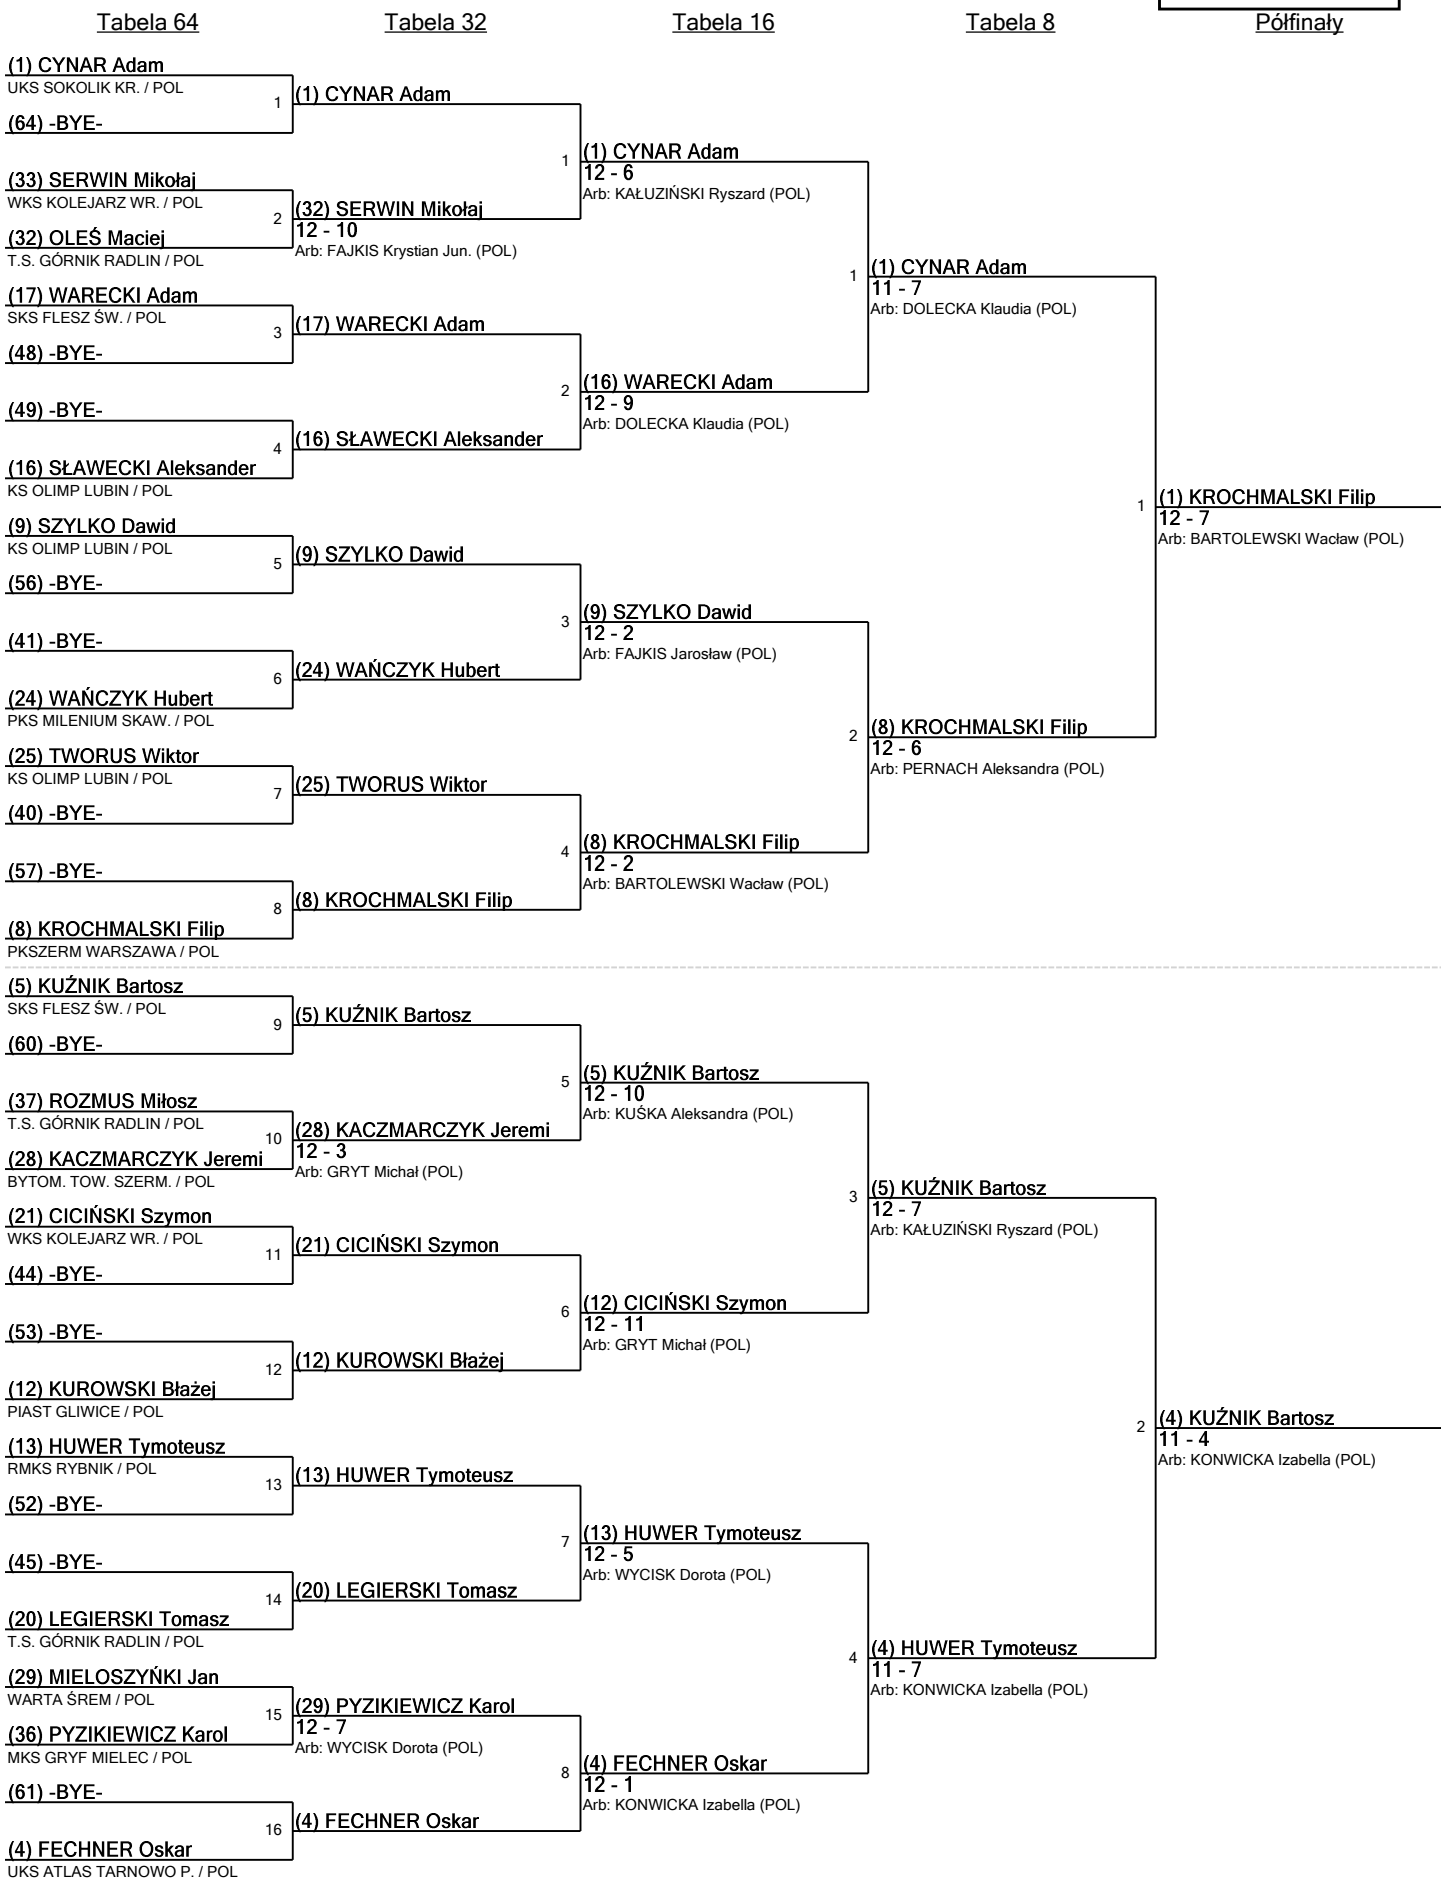 Tabela 64
Tabela 32
Tabela 16
Tabela 8
Półfinały
(1) CYNAR Adam
UKS SOKOLIK KR. / POL
1
(64) -BYE-
(33) SERWIN Mikołaj
WKS KOLEJARZ WR. / POL
2
(32) OLEŚ Maciej
T.S. GÓRNIK RADLIN / POL
(17) WARECKI Adam
SKS FLESZ ŚW. / POL
3
(48) -BYE-
(49) -BYE-
4
(16) SŁAWECKI Aleksander
KS OLIMP LUBIN / POL
(9) SZYLKO Dawid
KS OLIMP LUBIN / POL
5
(56) -BYE-
(41) -BYE-
6
(24) WAŃCZYK Hubert
PKS MILENIUM SKAW. / POL
(25) TWORUS Wiktor
KS OLIMP LUBIN / POL
7
(40) -BYE-
(57) -BYE-
8
(8) KROCHMALSKI Filip
PKSZERM WARSZAWA / POL
(5) KUŹNIK Bartosz
SKS FLESZ ŚW. / POL
9
(60) -BYE-
(37) ROZMUS Miłosz
T.S. GÓRNIK RADLIN / POL
10
(28) KACZMARCZYK Jeremi
BYTOM. TOW. SZERM. / POL
(21) CICIŃSKI Szymon
WKS KOLEJARZ WR. / POL
11
(44) -BYE-
(53) -BYE-
12
(12) KUROWSKI Błażej
PIAST GLIWICE / POL
(13) HUWER Tymoteusz
RMKS RYBNIK / POL
13
(52) -BYE-
(45) -BYE-
14
(20) LEGIERSKI Tomasz
T.S. GÓRNIK RADLIN / POL
(29) MIELOSZYŃKI Jan
WARTA ŚREM / POL
15
(36) PYZIKIEWICZ Karol
MKS GRYF MIELEC / POL
(61) -BYE-
16
(4) FECHNER Oskar
UKS ATLAS TARNOWO P. / POL
(1) CYNAR Adam
1
(32) SERWIN Mikołaj
12 - 10
Arb: FAJKIS Krystian Jun. (POL)
(17) WARECKI Adam
2
(16) SŁAWECKI Aleksander
(9) SZYLKO Dawid
3
(24) WAŃCZYK Hubert
(25) TWORUS Wiktor
4
(8) KROCHMALSKI Filip
(5) KUŹNIK Bartosz
5
(28) KACZMARCZYK Jeremi
12 - 3
Arb: GRYT Michał (POL)
(21) CICIŃSKI Szymon
6
(12) KUROWSKI Błażej
(13) HUWER Tymoteusz
7
(20) LEGIERSKI Tomasz
(29) PYZIKIEWICZ Karol
12 - 7
Arb: WYCISK Dorota (POL)
8
(4) FECHNER Oskar
(1) CYNAR Adam
12 - 6
Arb: KAŁUZIŃSKI Ryszard (POL)
1
(16) WARECKI Adam
12 - 9
Arb: DOLECKA Klaudia (POL)
(9) SZYLKO Dawid
12 - 2
Arb: FAJKIS Jarosław (POL)
2
(8) KROCHMALSKI Filip
12 - 2
Arb: BARTOLEWSKI Wacław (POL)
(5) KUŹNIK Bartosz
12 - 10
Arb: KUŚKA Aleksandra (POL)
3
(12) CICIŃSKI Szymon
12 - 11
Arb: GRYT Michał (POL)
(13) HUWER Tymoteusz
12 - 5
Arb: WYCISK Dorota (POL)
4
(4) FECHNER Oskar
12 - 1
Arb: KONWICKA Izabella (POL)
(1) CYNAR Adam
11 - 7
Arb: DOLECKA Klaudia (POL)
1
(8) KROCHMALSKI Filip
12 - 6
Arb: PERNACH Aleksandra (POL)
(5) KUŹNIK Bartosz
12 - 7
Arb: KAŁUZIŃSKI Ryszard (POL)
2
(4) HUWER Tymoteusz
11 - 7
Arb: KONWICKA Izabella (POL)
(1) KROCHMALSKI Filip
12 - 7
Arb: BARTOLEWSKI Wacław (POL)
(4) KUŹNIK Bartosz
11 - 4
Arb: KONWICKA Izabella (POL)